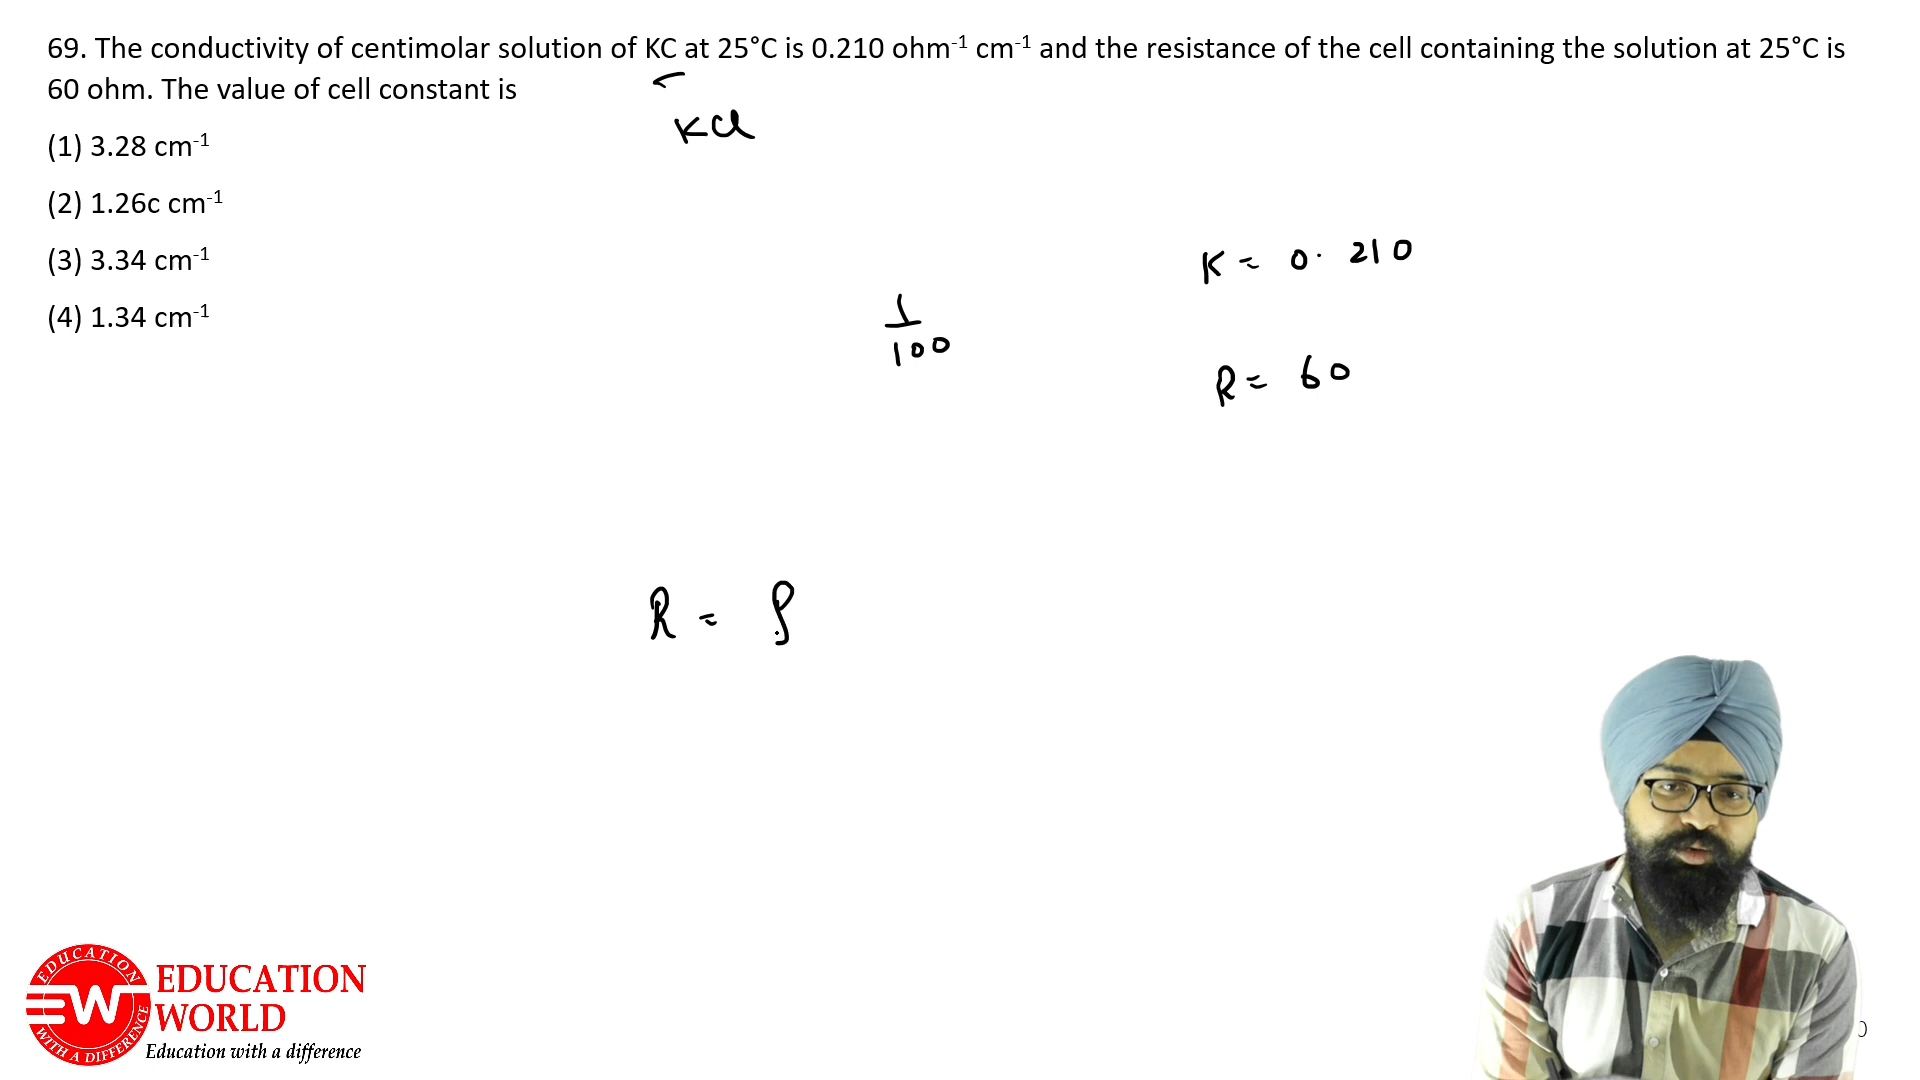 69. The conductivity of centimolar solution of KC at 25°C is 0.210 ohm⁻¹ cm⁻¹ and the resistance of the cell containing the solution at 25°C is
60 ohm. The value of cell constant is
KCl
(1) 3.28 cm⁻¹
(2) 1.26c cm⁻¹
(3) 3.34 cm⁻¹
(4) 1.34 cm⁻¹
K = 0.210
1
100
R = 60
R = ρ
EDUCATION
WITH A DIFFERENCE
EW
EDUCATION
WORLD
Education with a difference
0